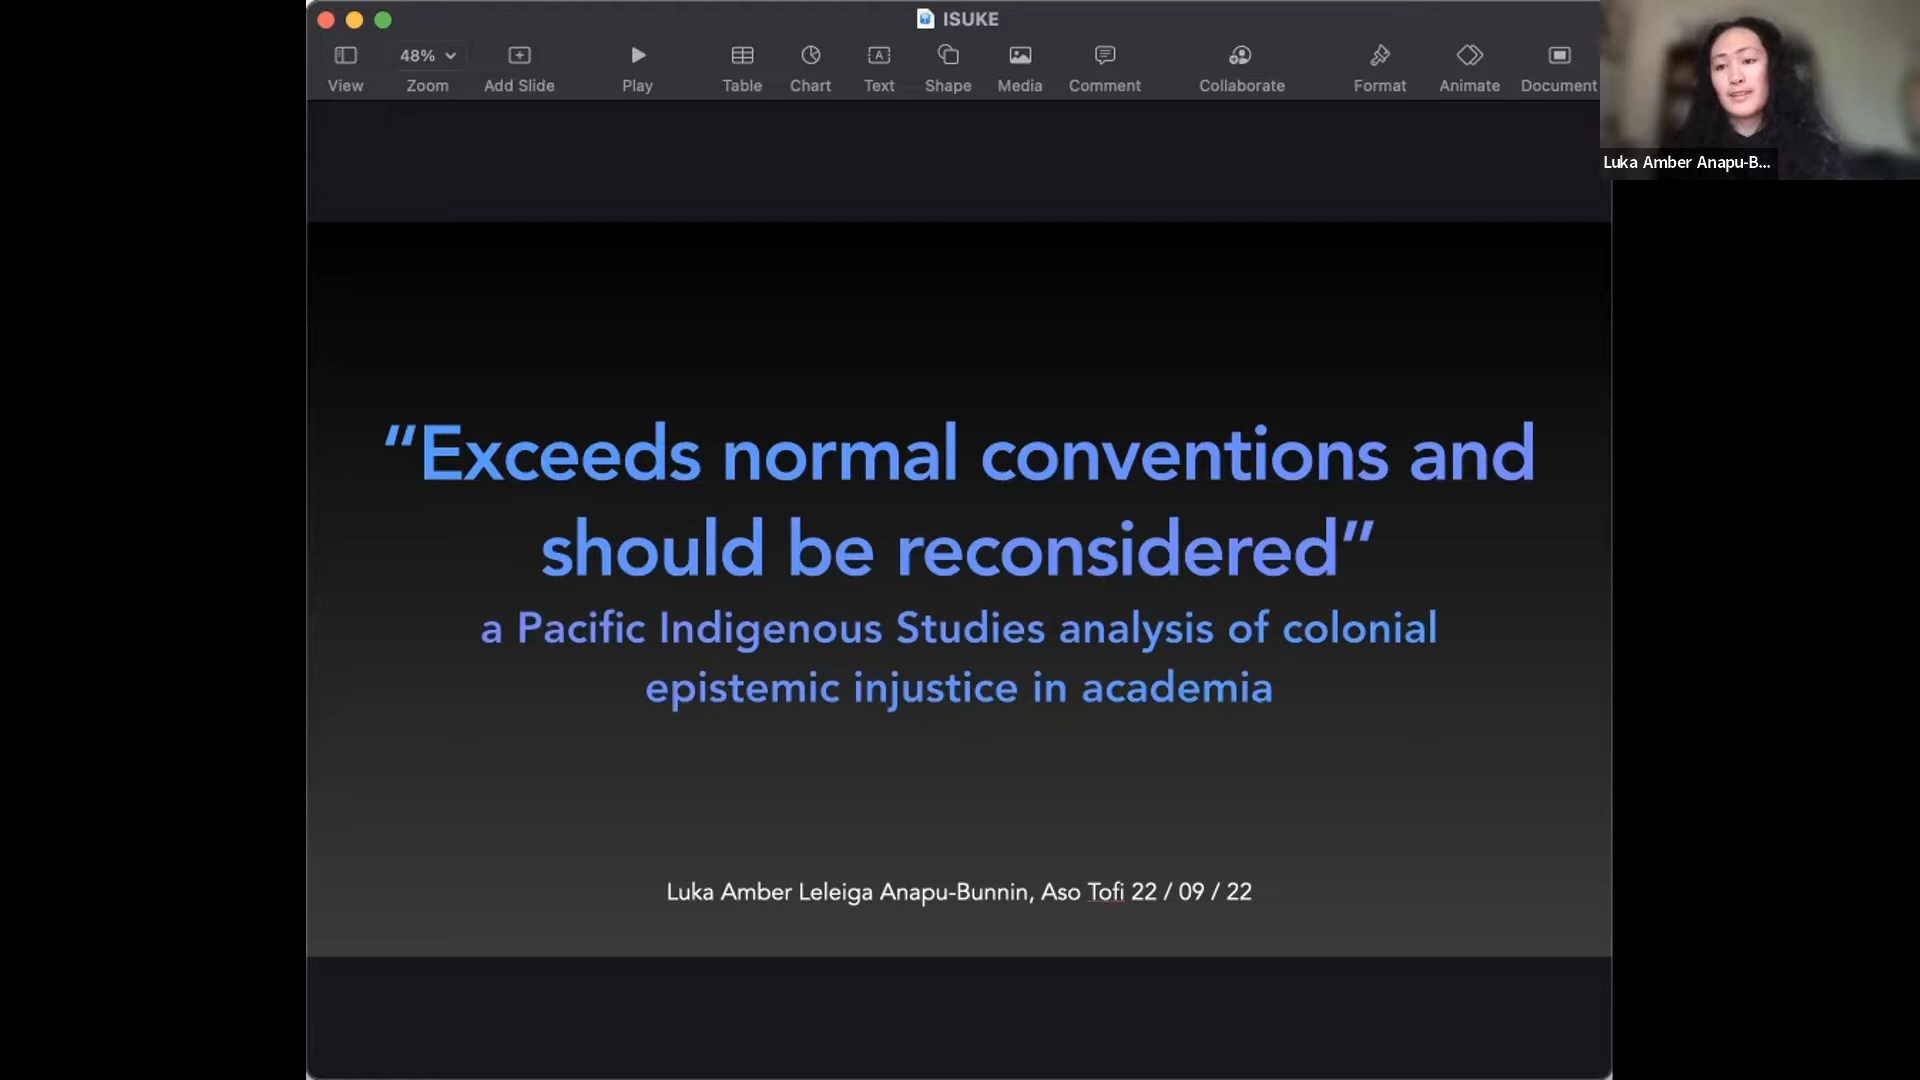 ISUKE
48%
View
Zoom
Add Slide
Play
Table
Chart
Text
Shape
Media
Comment
Collaborate
Format
Animate
Document
Luka Amber Anapu-B...
“Exceeds normal conventions and
should be reconsidered”
a Pacific Indigenous Studies analysis of colonial
epistemic injustice in academia
Luka Amber Leleiga Anapu-Bunnin, Aso Tofi 22 / 09 / 22